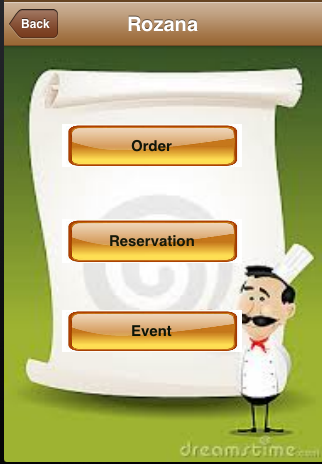 Back
Rozana
Order
Reservation
Event
dreamstime.com